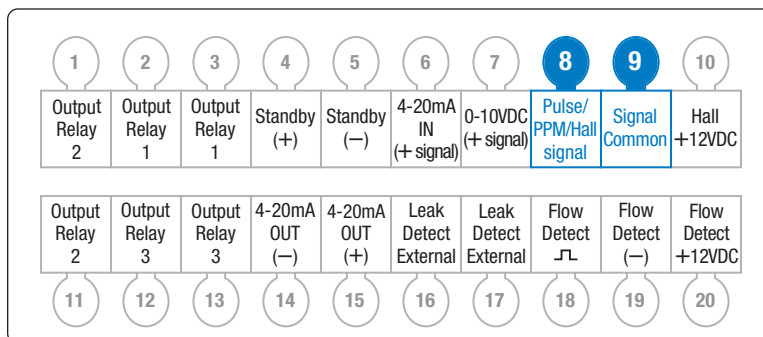 1 2 3 4 5 6 7 8 9 10
Output Relay 2
Output Relay 1
Output Relay 1
Standby (+)
Standby (—)
4-20mA IN (+ signal)
0-10VDC (+ signal)
Pulse/ PPM/Hall signal
Signal Common
Hall +12VDC
Output Relay 2
Output Relay 3
Output Relay 3
4-20mA OUT (—)
4-20mA OUT (+)
Leak Detect External
Leak Detect External
Flow Detect
Flow Detect (—)
Flow Detect +12VDC
11 12 13 14 15 16 17 18 19 20